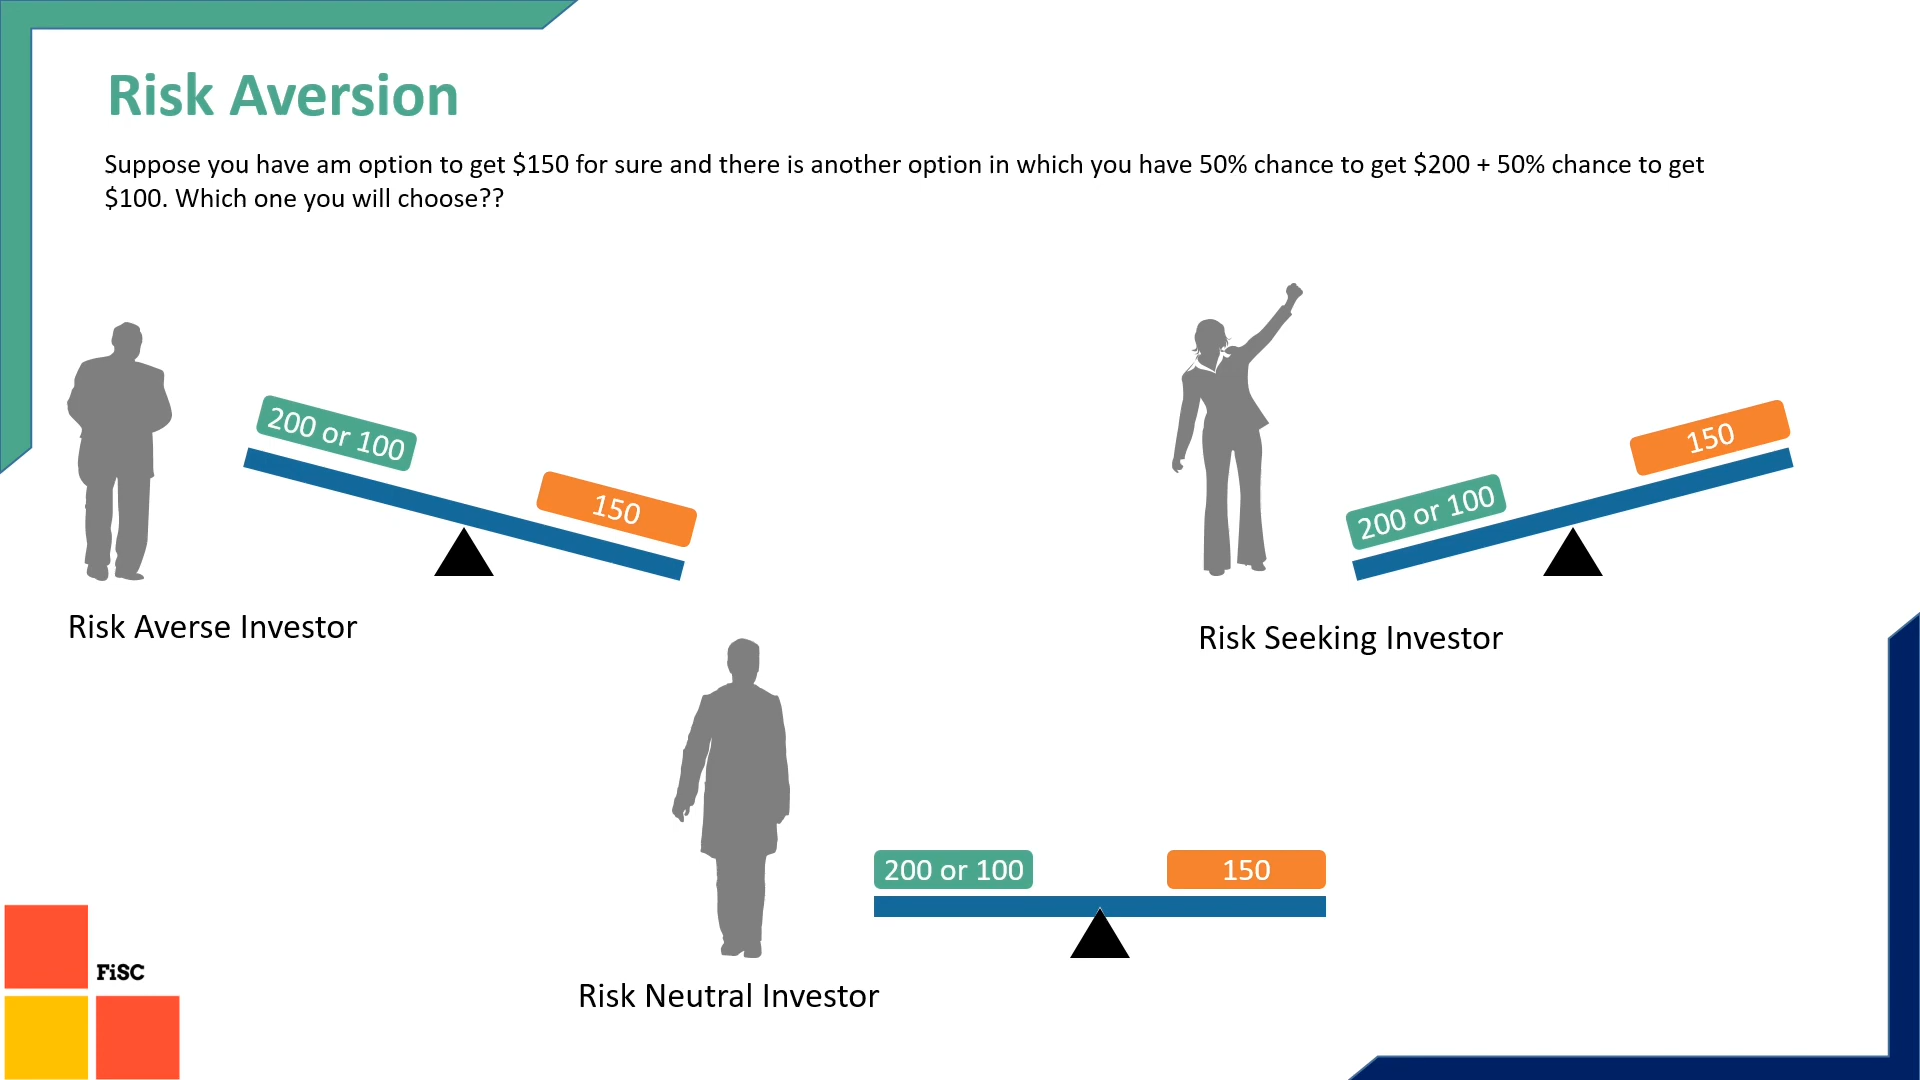 Risk Aversion
Suppose you have am option to get $150 for sure and there is another option in which you have 50% chance to get $200 + 50% chance to get
$100. Which one you will choose??
200 or 100
150
Risk Averse Investor
150
200 or 100
Risk Seeking Investor
200 or 100
150
Risk Neutral Investor
FiSC